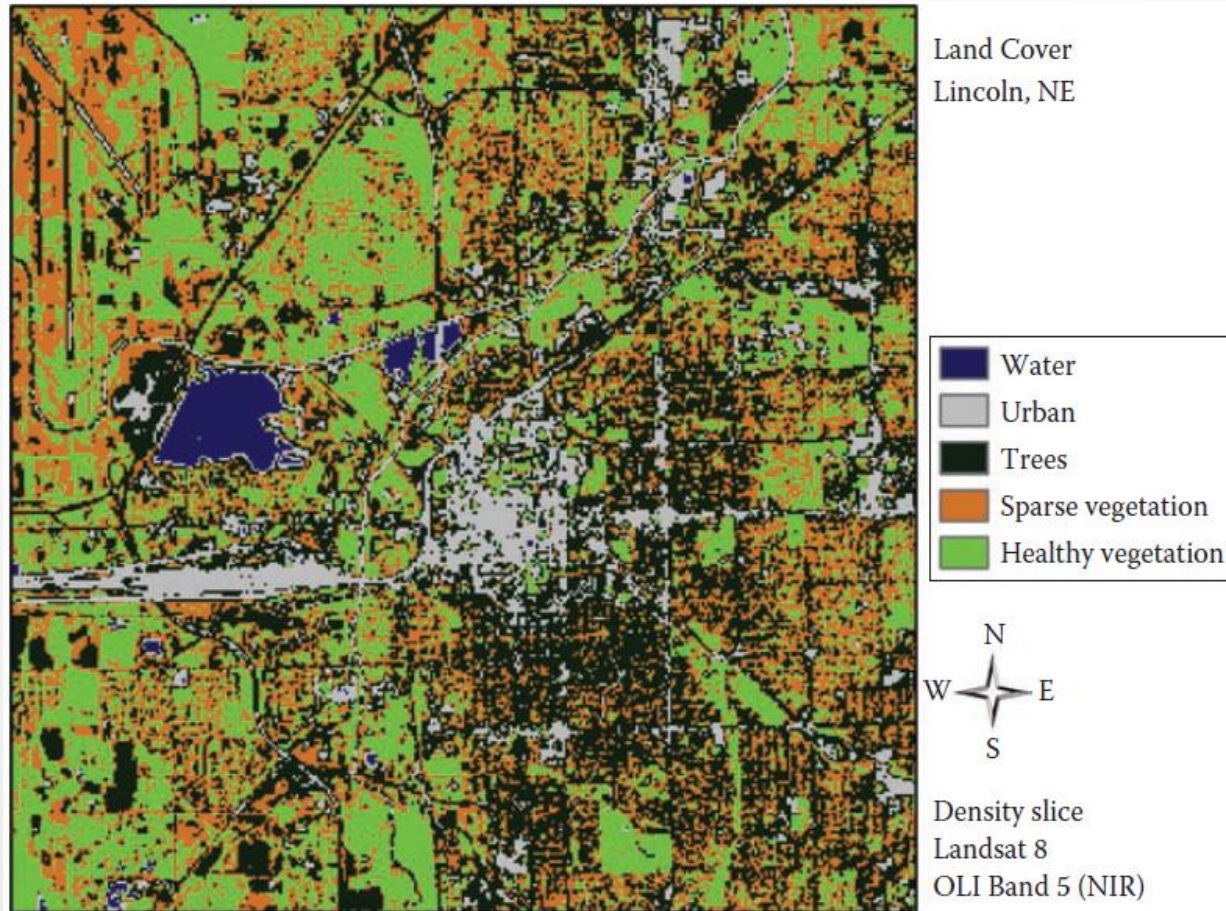 Land Cover
Lincoln, NE
Water
Urban
Trees
Sparse vegetation
Healthy vegetation
N
W E
S
Density slice
Landsat 8
OLI Band 5 (NIR)